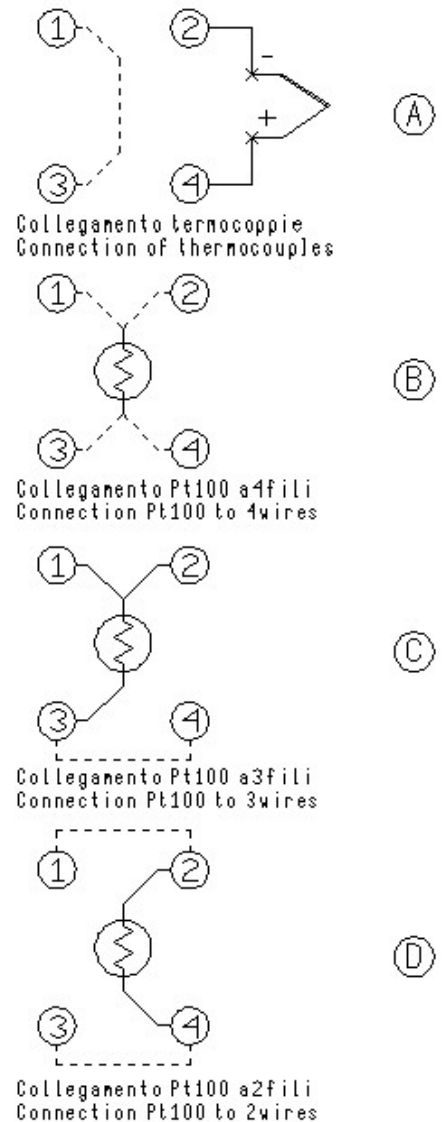 1 2
-
+
A
3 4
Collegamento termocoppie
Connection of thermocouples
1 2
B
3 4
Collegamento Pt100 a4fili
Connection Pt100 to 4wires
1 2
C
3 4
Collegamento Pt100 a3fili
Connection Pt100 to 3wires
1 2
D
3 4
Collegamento Pt100 a2fili
Connection Pt100 to 2wires